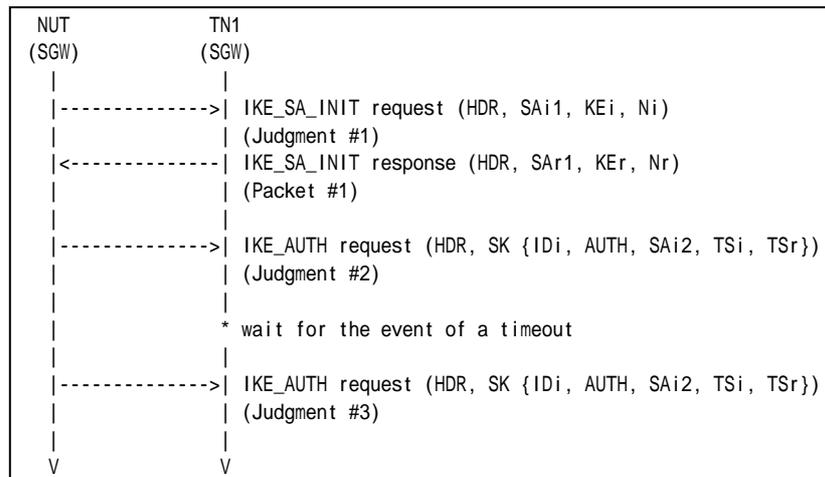 NUT TN1
(SGW) (SGW)
| |
|-------------->| IKE_SA_INIT request (HDR, SAi1, KEi, Ni)
| | (Judgment #1)
|<--------------| IKE_SA_INIT response (HDR, SAr1, KEr, Nr)
| | (Packet #1)
| |
|-------------->| IKE_AUTH request (HDR, SK {IDi, AUTH, SAi2, TSi, TSr})
| | (Judgment #2)
| |
| * wait for the event of a timeout
| |
|-------------->| IKE_AUTH request (HDR, SK {IDi, AUTH, SAi2, TSi, TSr})
| | (Judgment #3)
| |
V V